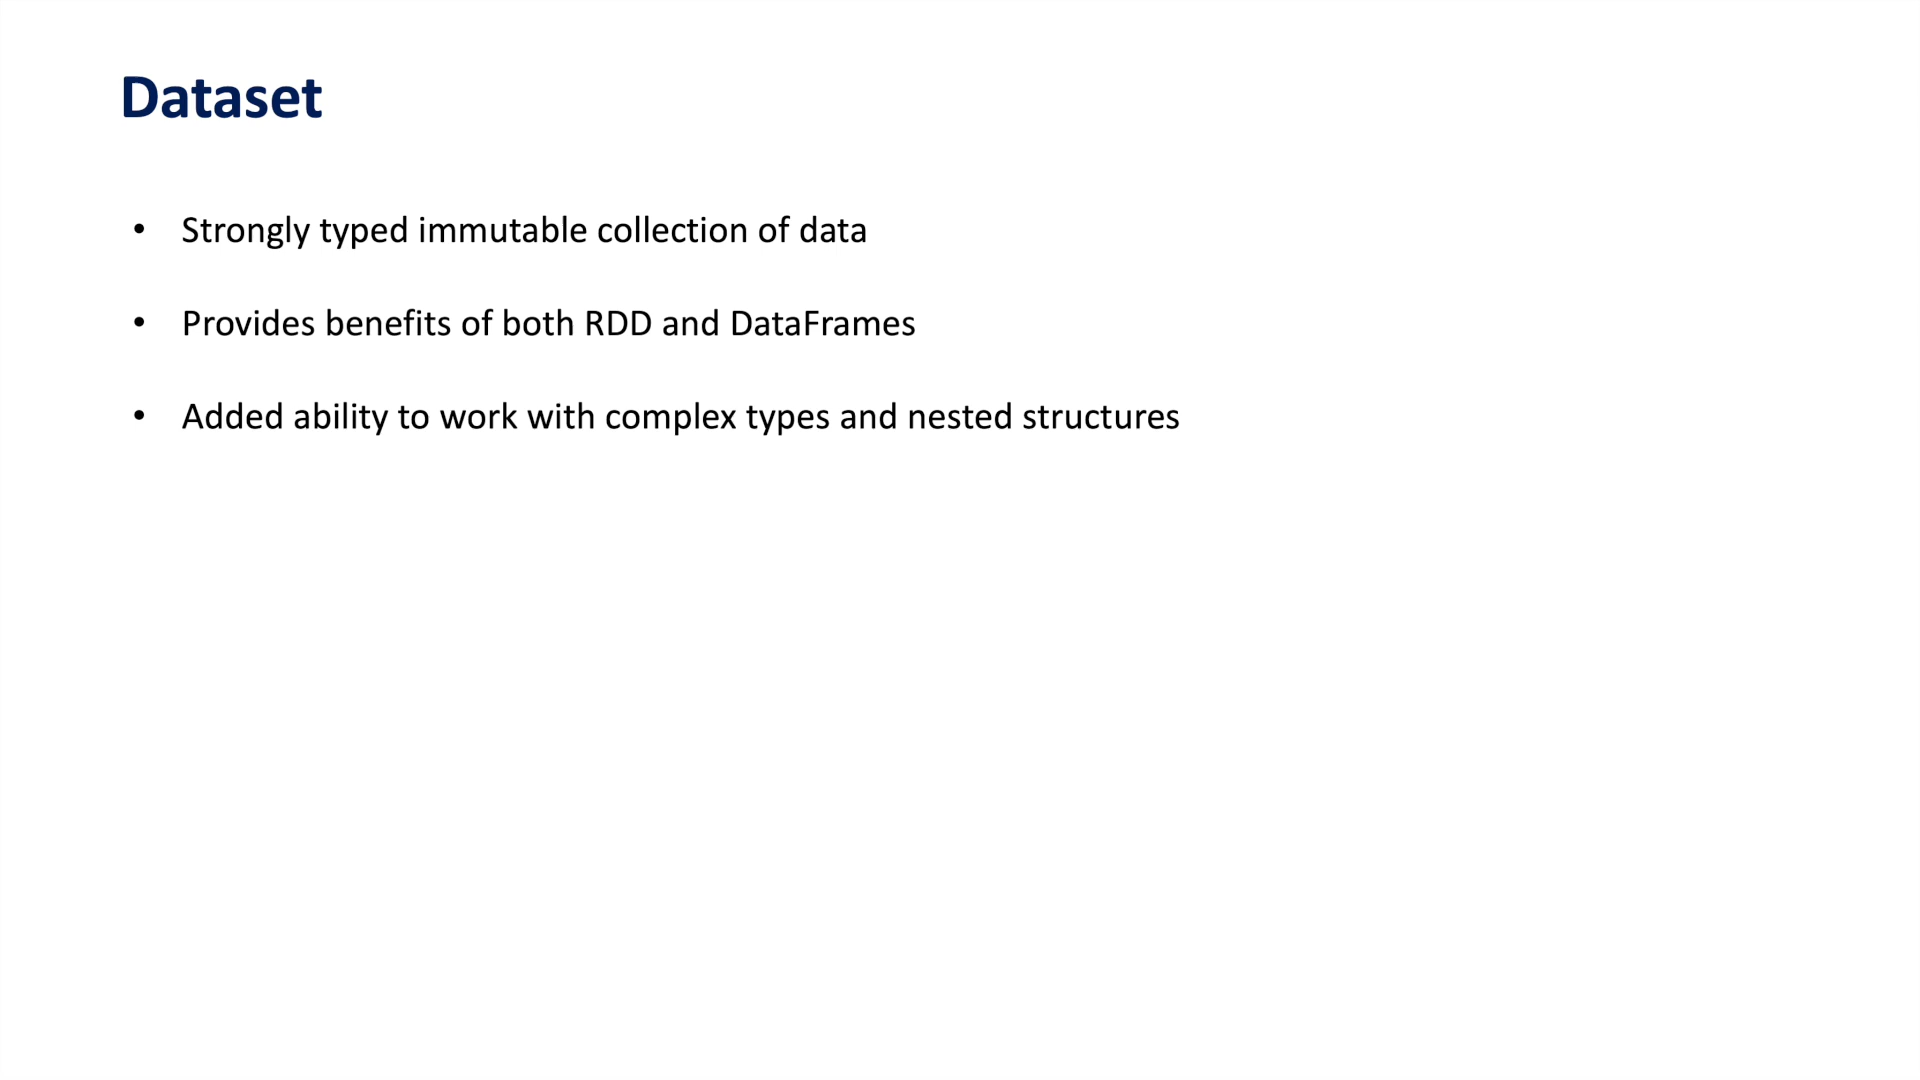 Dataset
• Strongly typed immutable collection of data
• Provides benefits of both RDD and DataFrames
• Added ability to work with complex types and nested structures